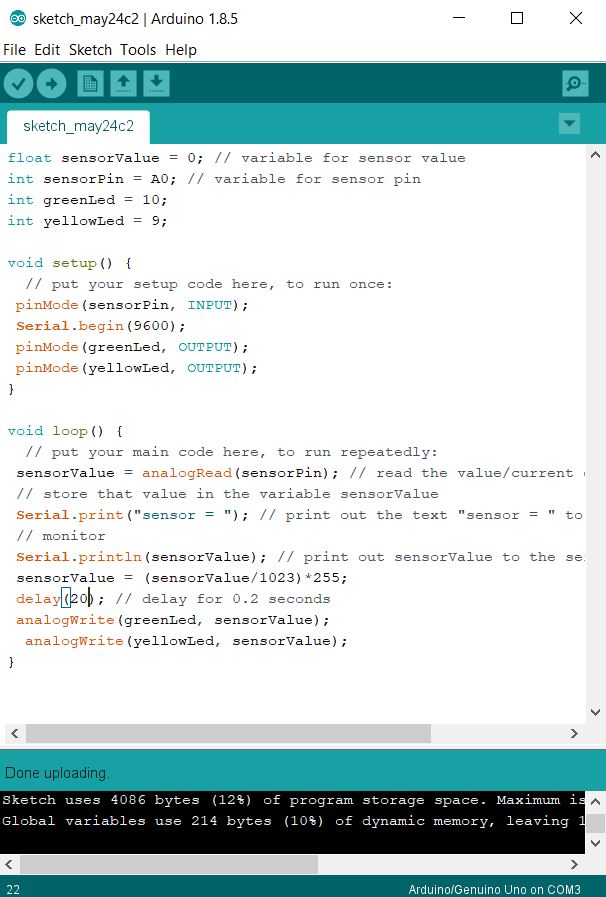 sketch_may24c2 | Arduino 1.8.5
File Edit Sketch Tools Help
sketch_may24c2
float sensorValue = 0; // variable for sensor value
int sensorPin = A0; // variable for sensor pin
int greenLed = 10;
int yellowLed = 9;
void setup() {
// put your setup code here, to run once:
pinMode(sensorPin, INPUT);
Serial.begin(9600);
pinMode(greenLed, OUTPUT);
pinMode(yellowLed, OUTPUT);
}
void loop() {
// put your main code here, to run repeatedly:
sensorValue = analogRead(sensorPin); // read the value/current
// store that value in the variable sensorValue
Serial.print("sensor = "); // print out the text "sensor = " to
// monitor
Serial.println(sensorValue); // print out sensorValue to the se
sensorValue = (sensorValue/1023)*255;
delay(20); // delay for 0.2 seconds
analogWrite(greenLed, sensorValue);
analogWrite(yellowLed, sensorValue);
}
Done uploading.
Sketch uses 4086 bytes (12%) of program storage space. Maximum is
Global variables use 214 bytes (10%) of dynamic memory, leaving 1
22
Arduino/Genuino Uno on COM3